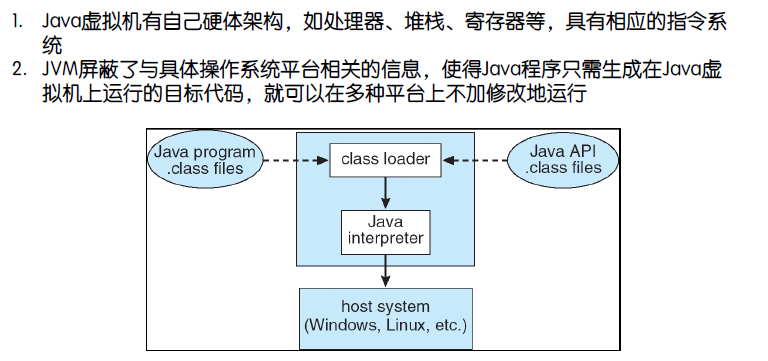 1. Java虚拟机有自己硬体架构，如处理器、堆栈、寄存器等，具有相应的指令系
统
2. JVM屏蔽了与具体操作系统平台相关的信息，使得Java程序只需生成在Java虚
拟机上运行的目标代码，就可以在多种平台上不加修改地运行
Java program
.class files
class loader
Java API
.class files
Java
interpreter
host system
(Windows, Linux, etc.)